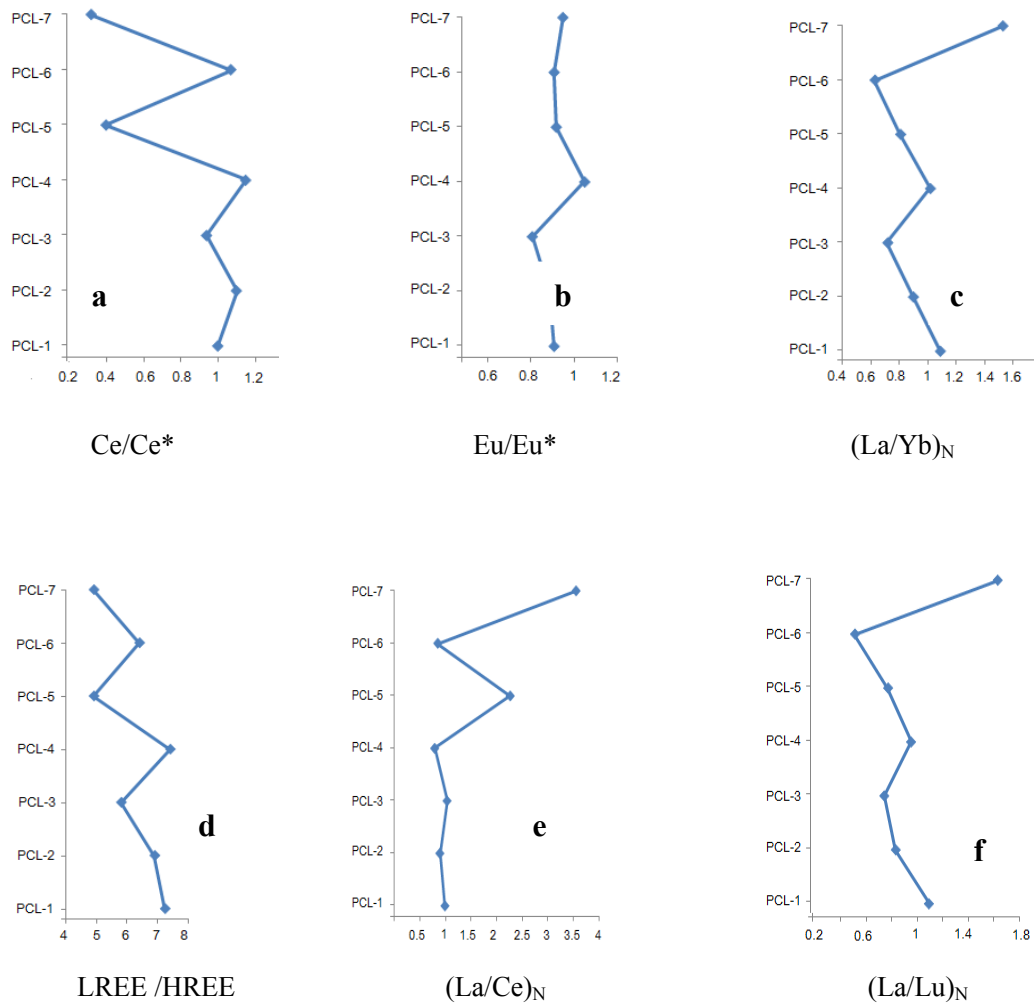 PCL-7
PCL-6
PCL-5
PCL-4
PCL-3
PCL-2
PCL-1
a
0.2 0.4 0.6 0.8 1 1.2
Ce/Ce*
PCL-7
PCL-6
PCL-5
PCL-4
PCL-3
PCL-2
PCL-1
b
0.6 0.8 1 1.2
Eu/Eu*
PCL-7
PCL-6
PCL-5
PCL-4
PCL-3
PCL-2
PCL-1
c
0.4 0.6 0.8 1 1.2 1.4 1.6
(La/Yb)N
PCL-7
PCL-6
PCL-5
PCL-4
PCL-3
PCL-2
PCL-1
d
4 5 6 7 8
LREE /HREE
PCL-7
PCL-6
PCL-5
PCL-4
PCL-3
PCL-2
PCL-1
e
0.5 1 1.5 2 2.5 3 3.5 4
(La/Ce)N
PCL-7
PCL-6
PCL-5
PCL-4
PCL-3
PCL-2
PCL-1
f
0.2 0.6 1 1.4 1.8
(La/Lu)N